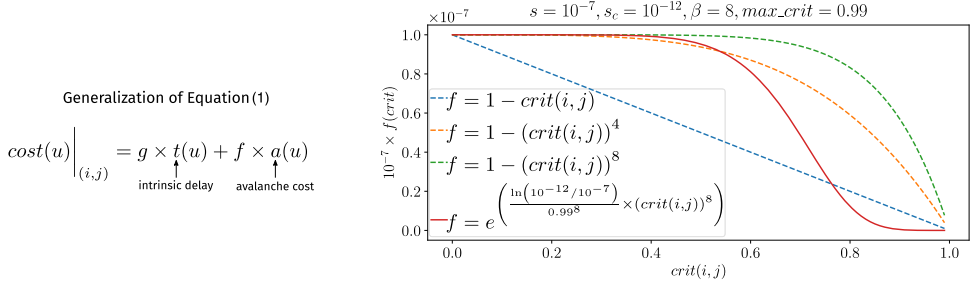 Generalization of Equation (1)
cost(u)|_(i,j) = g × t(u) + f × a(u)
intrinsic delay avalanche cost
×10⁻⁷
s = 10⁻⁷, s_c = 10⁻¹², β = 8, max_crit = 0.99
10⁻⁷ × f(crit)
1.0
0.8
0.6
0.4
0.2
0.0
f = 1 − crit(i, j)
f = 1 − (crit(i, j))⁴
f = 1 − (crit(i, j))⁸
f = e^((ln(10⁻¹²/10⁻⁷)/0.99⁸) × (crit(i,j))⁸)
0.0 0.2 0.4 0.6 0.8 1.0
crit(i, j)